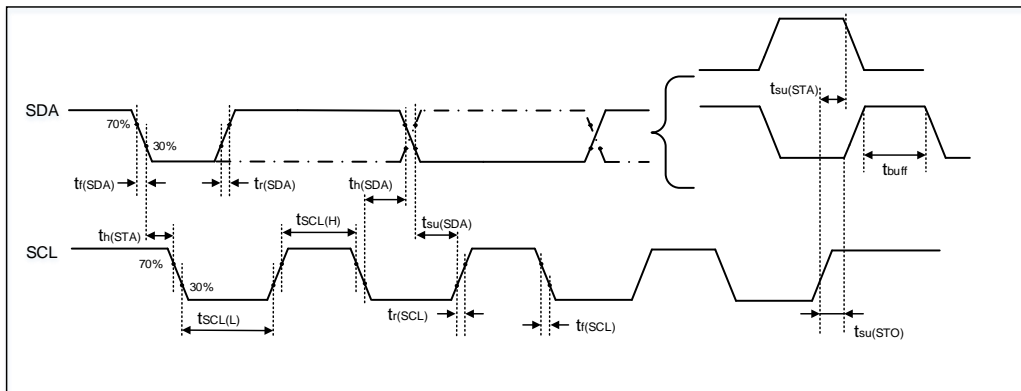 tsu(STA)
SDA
70%
30%
tbuff
tf(SDA)
tr(SDA)
th(SDA)
tSCL(H)
tsu(SDA)
th(STA)
SCL
70%
30%
tSCL(L)
tr(SCL)
tf(SCL)
tsu(STO)